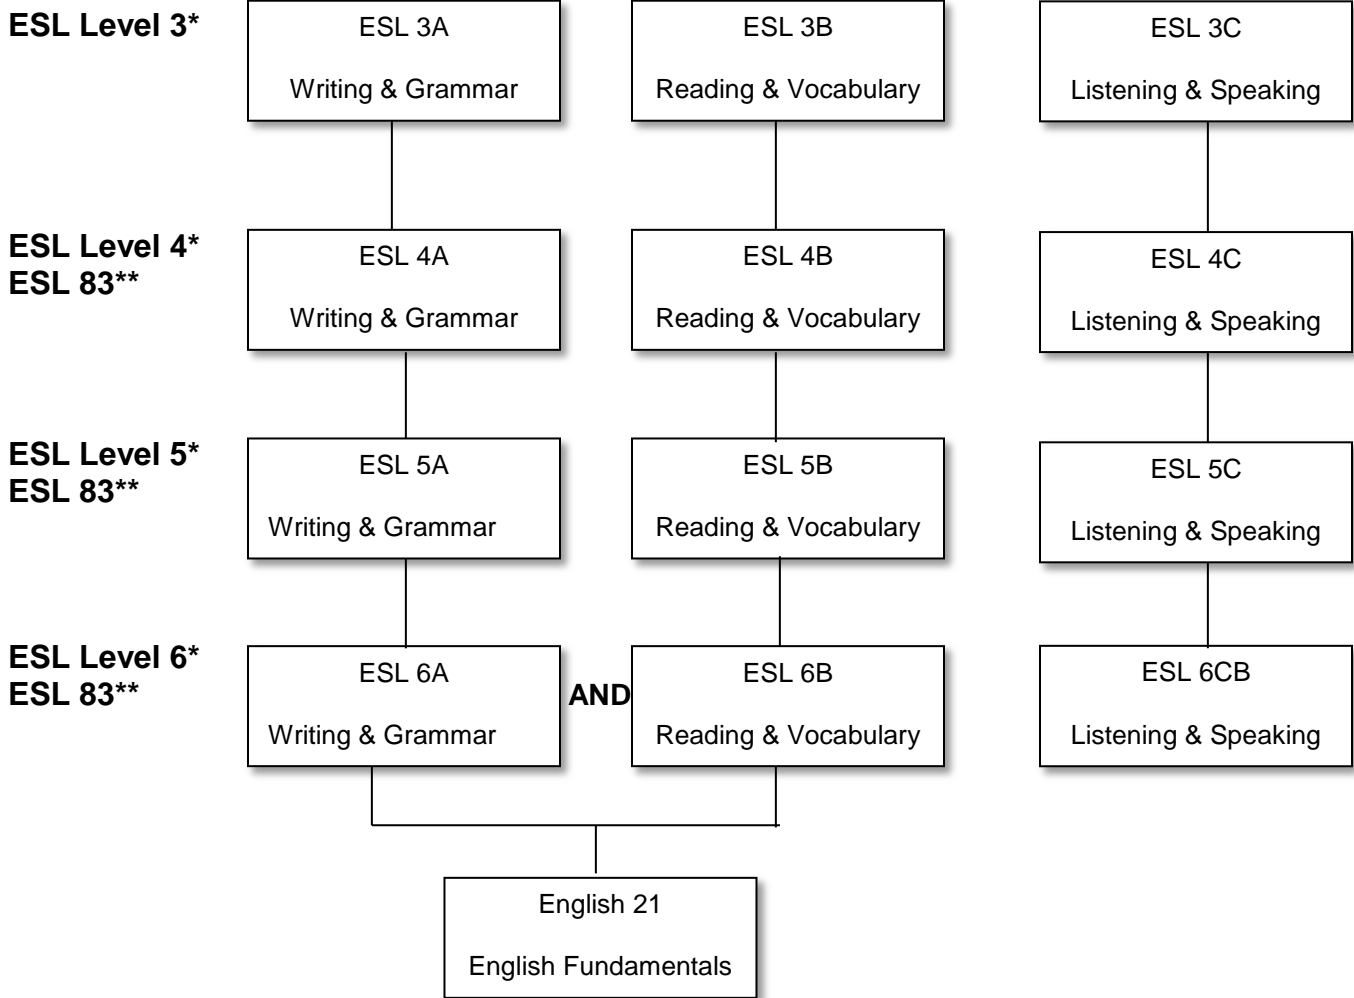 ESL Level 3*
ESL 3A
Writing & Grammar
ESL 3B
Reading & Vocabulary
ESL 3C
Listening & Speaking
ESL Level 4*
ESL 83**
ESL 4A
Writing & Grammar
ESL 4B
Reading & Vocabulary
ESL 4C
Listening & Speaking
ESL Level 5*
ESL 83**
ESL 5A
Writing & Grammar
ESL 5B
Reading & Vocabulary
ESL 5C
Listening & Speaking
ESL Level 6*
ESL 83**
ESL 6A
Writing & Grammar
AND
ESL 6B
Reading & Vocabulary
ESL 6CB
Listening & Speaking
English 21
English Fundamentals